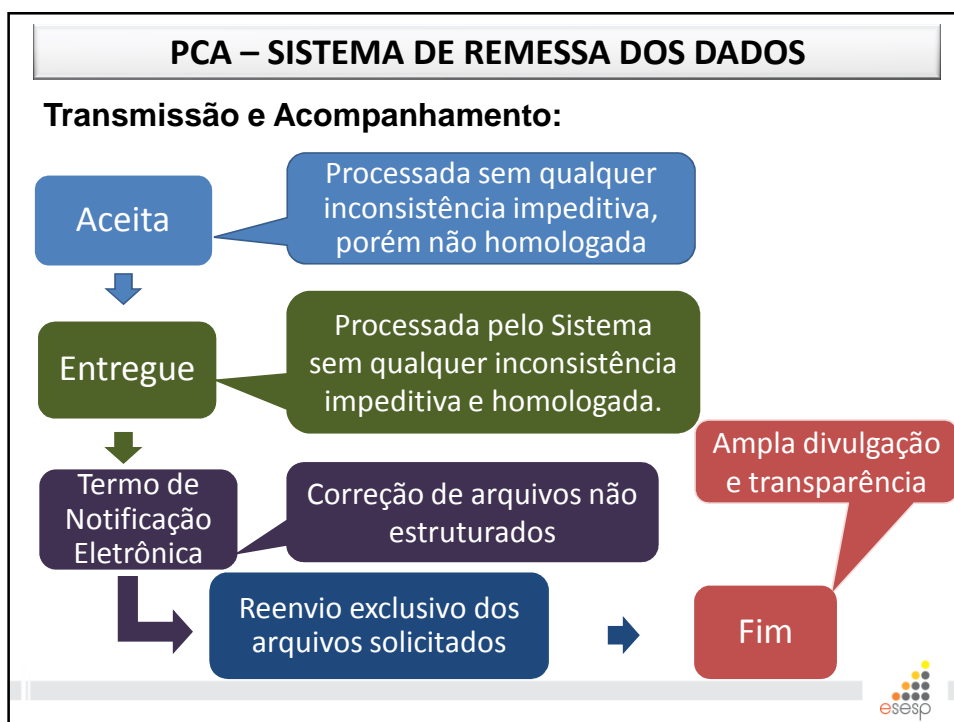 PCA – SISTEMA DE REMESSA DOS DADOS
Transmissão e Acompanhamento:
Aceita
Processada sem qualquer
inconsistência impeditiva,
porém não homologada
Entregue
Processada pelo Sistema
sem qualquer inconsistência
impeditiva e homologada.
Termo de
Notificação
Eletrônica
Correção de arquivos não
estruturados
Ampla divulgação
e transparência
Reenvio exclusivo dos
arquivos solicitados
Fim
esesp